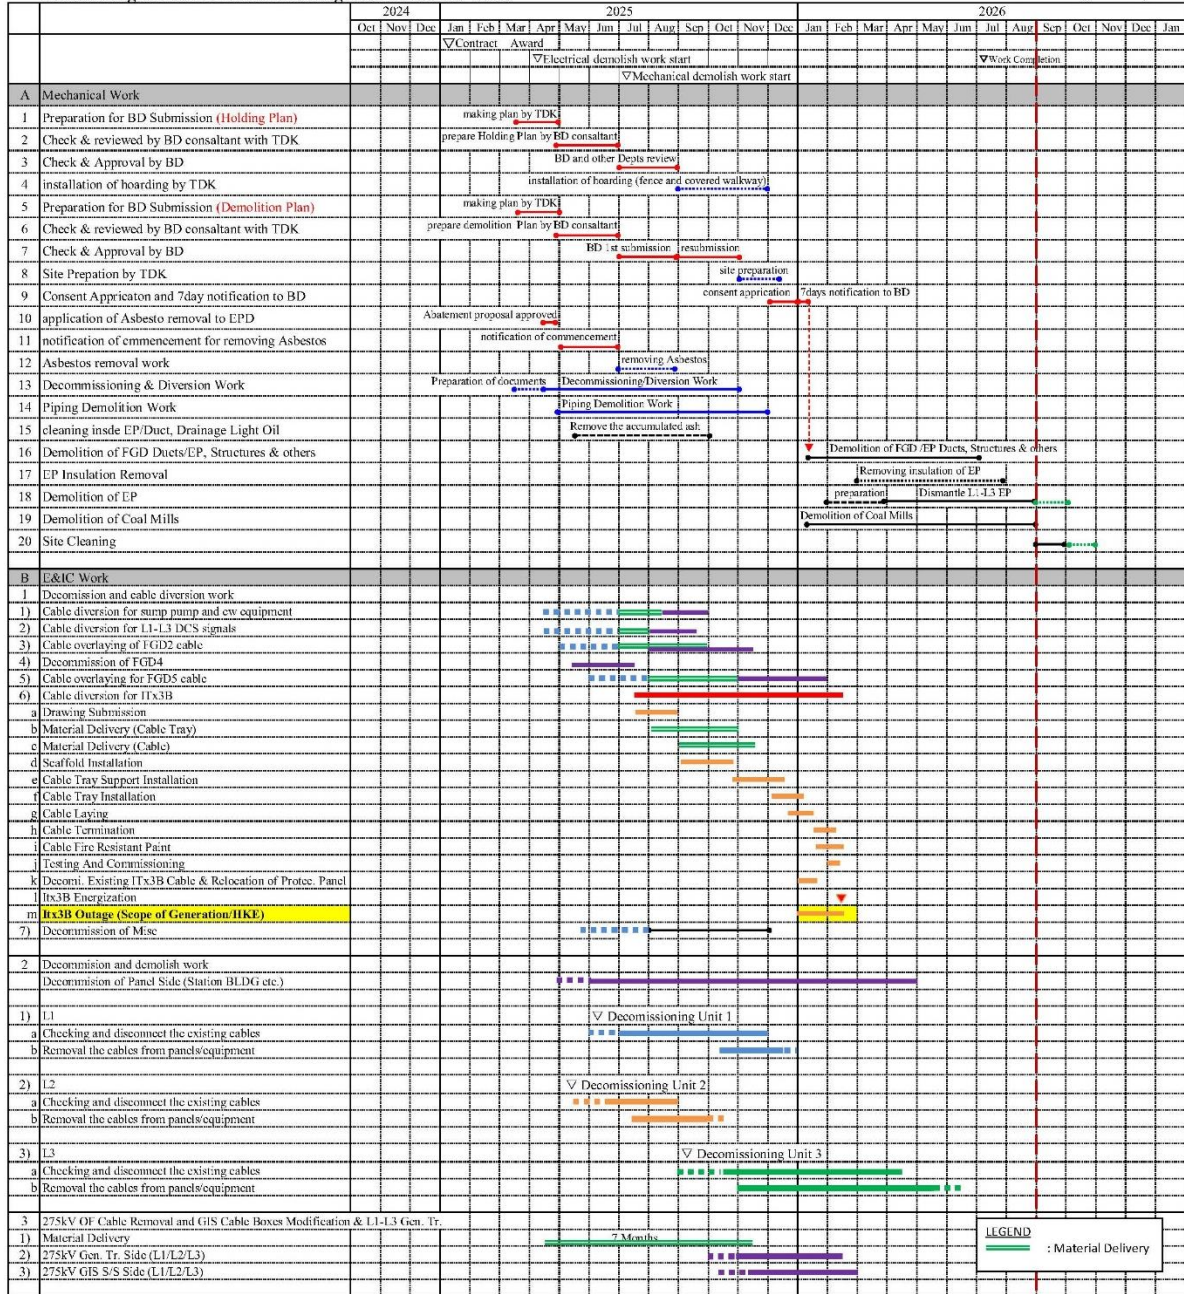 2024 2025 2026
Oct Nov Dec Jan Feb Mar Apr May Jun Jul Aug Sep Oct Nov Dec Jan Feb Mar Apr May Jun Jul Aug Sep Oct Nov Dec Jan
▽Contract Award
▽Electrical demolish work start ▽Work Completion
▽Mechanical demolish work start
A Mechanical Work
1 Preparation for BD Submission (Holding Plan) making plan by TDK
2 Check & reviewed by BD consaltant with TDK prepare Holding Plan by BD consultant
3 Check & Approval by BD BD and other Depts review
4 installation of hoarding by TDK installation of hoarding (fence and covered walkway)
5 Preparation for BD Submission (Demolition Plan) making plan by TDK
6 Check & reviewed by BD consaltant with TDK prepare demolition Plan by BD consultant
7 Check & Approval by BD BD 1st submission resubmission
8 Site Prepation by TDK site preparation
9 Consent Appricaton and 7day notification to BD consent apprication 7days notification to BD
10 application of Asbesto removal to EPD Abatement proposal approved
11 notification of cmmencement for removing Asbestos notification of commencement
12 Asbestos removal work removing Asbestos
13 Decommissioning & Diversion Work Preparation of documents Decommissioning/Diversion Work
14 Piping Demolition Work Piping Demolition Work
15 cleaning insde EP/Duct, Drainage Light Oil Remove the accumulated ash
16 Demolition of FGD Ducts/EP, Structures & others Demolition of FGD /EP Ducts, Structures & others
17 EP Insulation Removal Removing insulation of EP
18 Demolition of EP preparation Dismantle L1-L3 EP
19 Demolition of Coal Mills Demolition of Coal Mills
20 Site Cleaning
B E&IC Work
1 Decomission and cable diversion work
1) Cable diversion for sump pump and cw equipment
2) Cable diversion for L1-L3 DCS signals
3) Cable overlaying of FGD2 cable
4) Decommission of FGD4
5) Cable overlaying for FGD5 cable
6) Cable diversion for ITx3B
a Drawing Submission
b Material Delivery (Cable Tray)
c Material Delivery (Cable)
d Scaffold Installation
e Cable Tray Support Installation
f Cable Tray Installation
g Cable Laying
h Cable Termination
i Cable Fire Resistant Paint
j Testing And Commissioning
k Decomi. Existing ITx3B Cable & Relocation of Protec. Panel
l Itx3B Energization
m Itx3B Outage (Scope of Generation/HKE)
7) Decommission of Misc
2 Decommision and demolish work
Decommision of Panel Side (Station BLDG etc.)
1) L1 ▽ Decomissioning Unit 1
a Checking and disconnect the existing cables
b Removal the cables from panels/equipment
2) L2 ▽ Decomissioning Unit 2
a Checking and disconnect the existing cables
b Removal the cables from panels/equipment
3) L3 ▽ Decomissioning Unit 3
a Checking and disconnect the existing cables
b Removal the cables from panels/equipment
3 275kV OF Cable Removal and GIS Cable Boxes Modification & L1-L3 Gen. Tr.
1) Material Delivery 7 Months
2) 275kV Gen. Tr. Side (L1/L2/L3)
3) 275kV GIS S/S Side (L1/L2/L3)
LEGEND
: Material Delivery